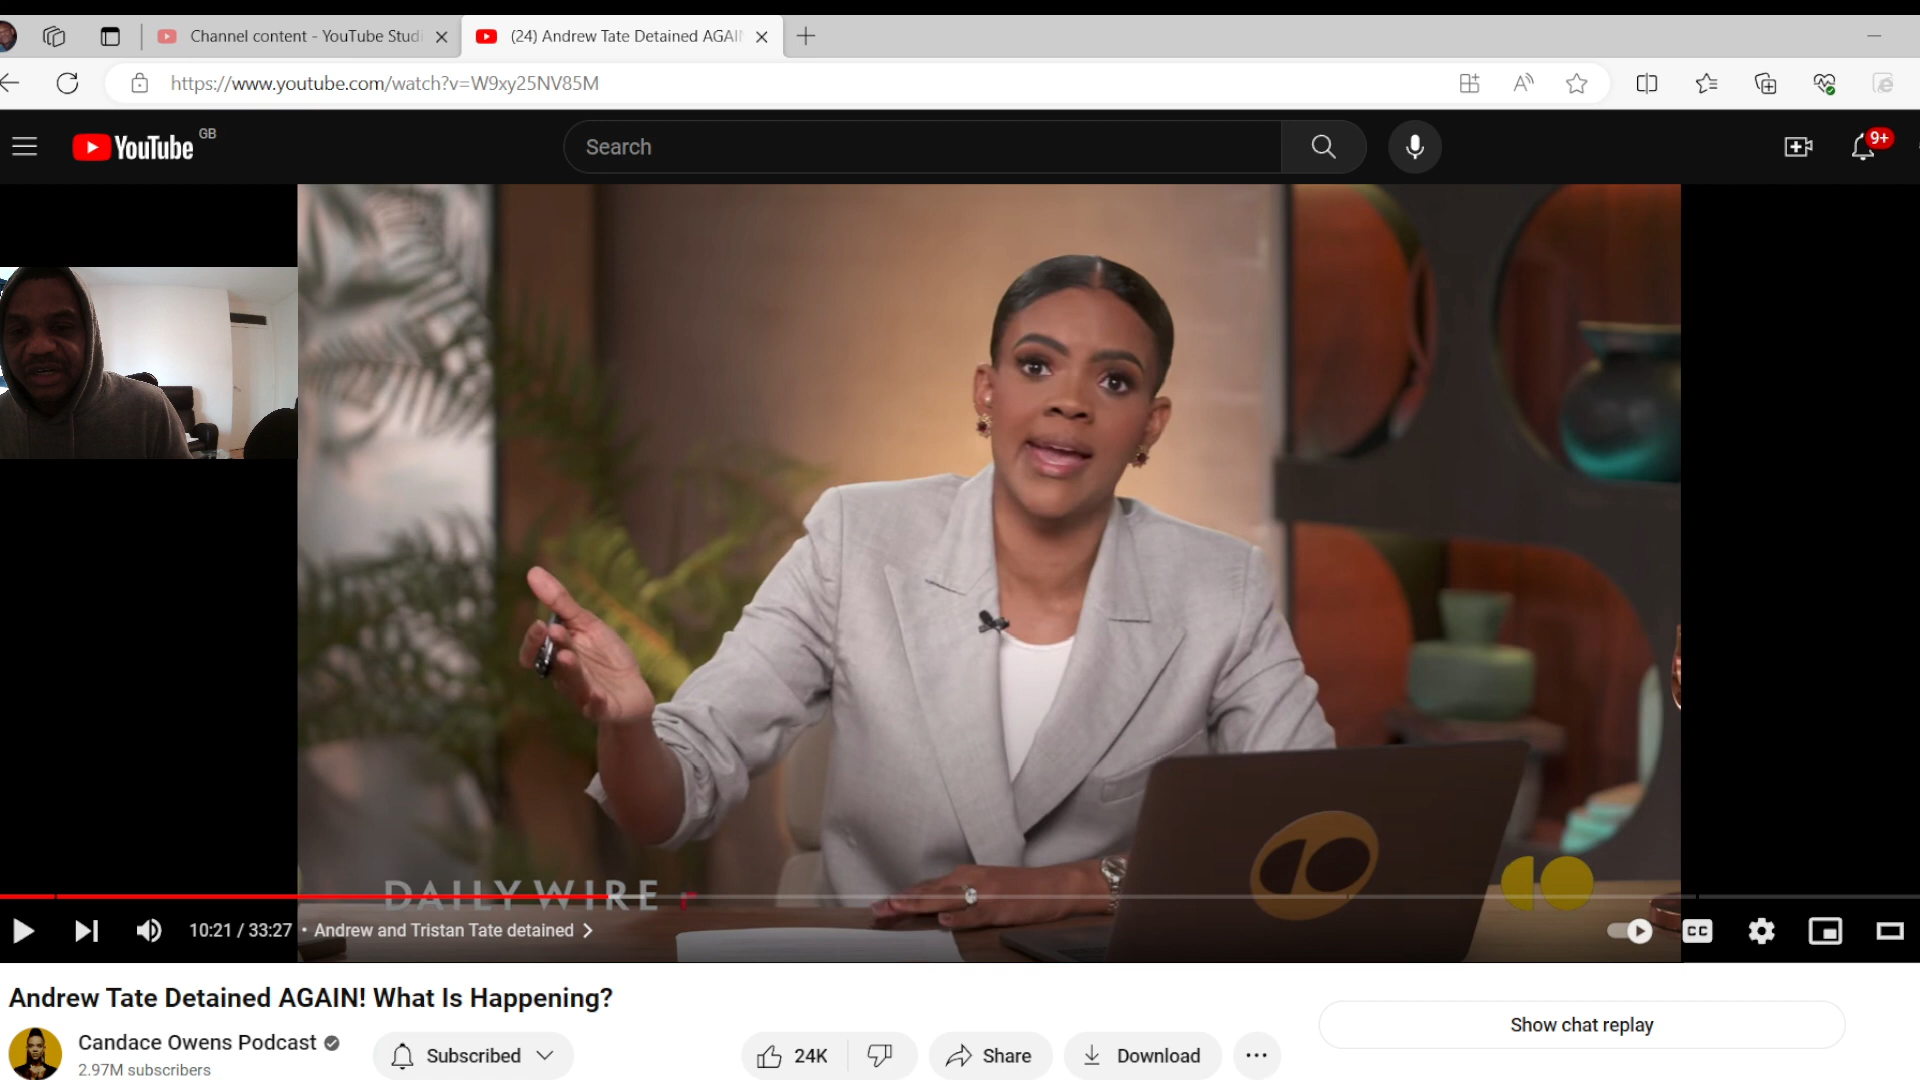 Channel content - YouTube Studi
(24) Andrew Tate Detained AGAI
https://www.youtube.com/watch?v=W9xy25NV85M
YouTube GB
Search
9+
DAILY WIRE
10:21 / 33:27 • Andrew and Tristan Tate detained
CC
Andrew Tate Detained AGAIN! What Is Happening?
Candace Owens Podcast
2.97M subscribers
Subscribed
24K
Share
Download
Show chat replay